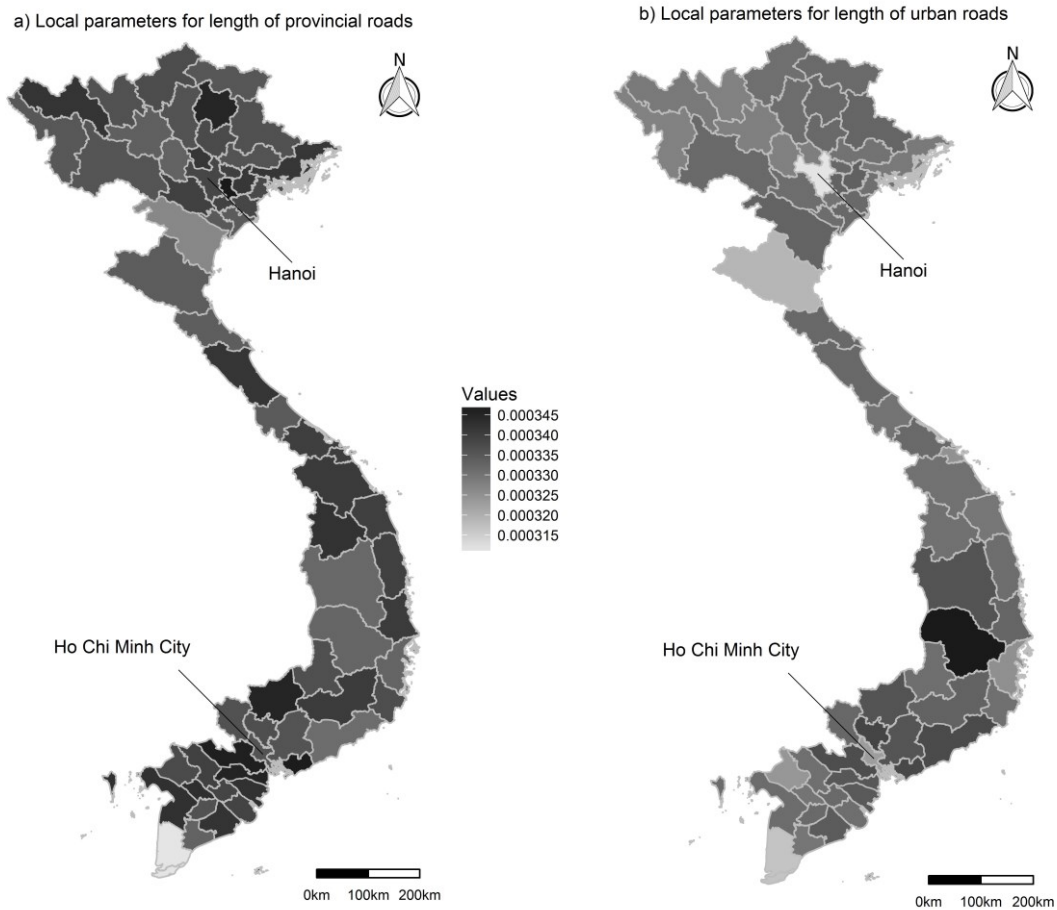 a) Local parameters for length of provincial roads
b) Local parameters for length of urban roads
N
N
Hanoi
Hanoi
Values
0.000345
0.000340
0.000335
0.000330
0.000325
0.000320
0.000315
Ho Chi Minh City
Ho Chi Minh City
0km 100km 200km
0km 100km 200km